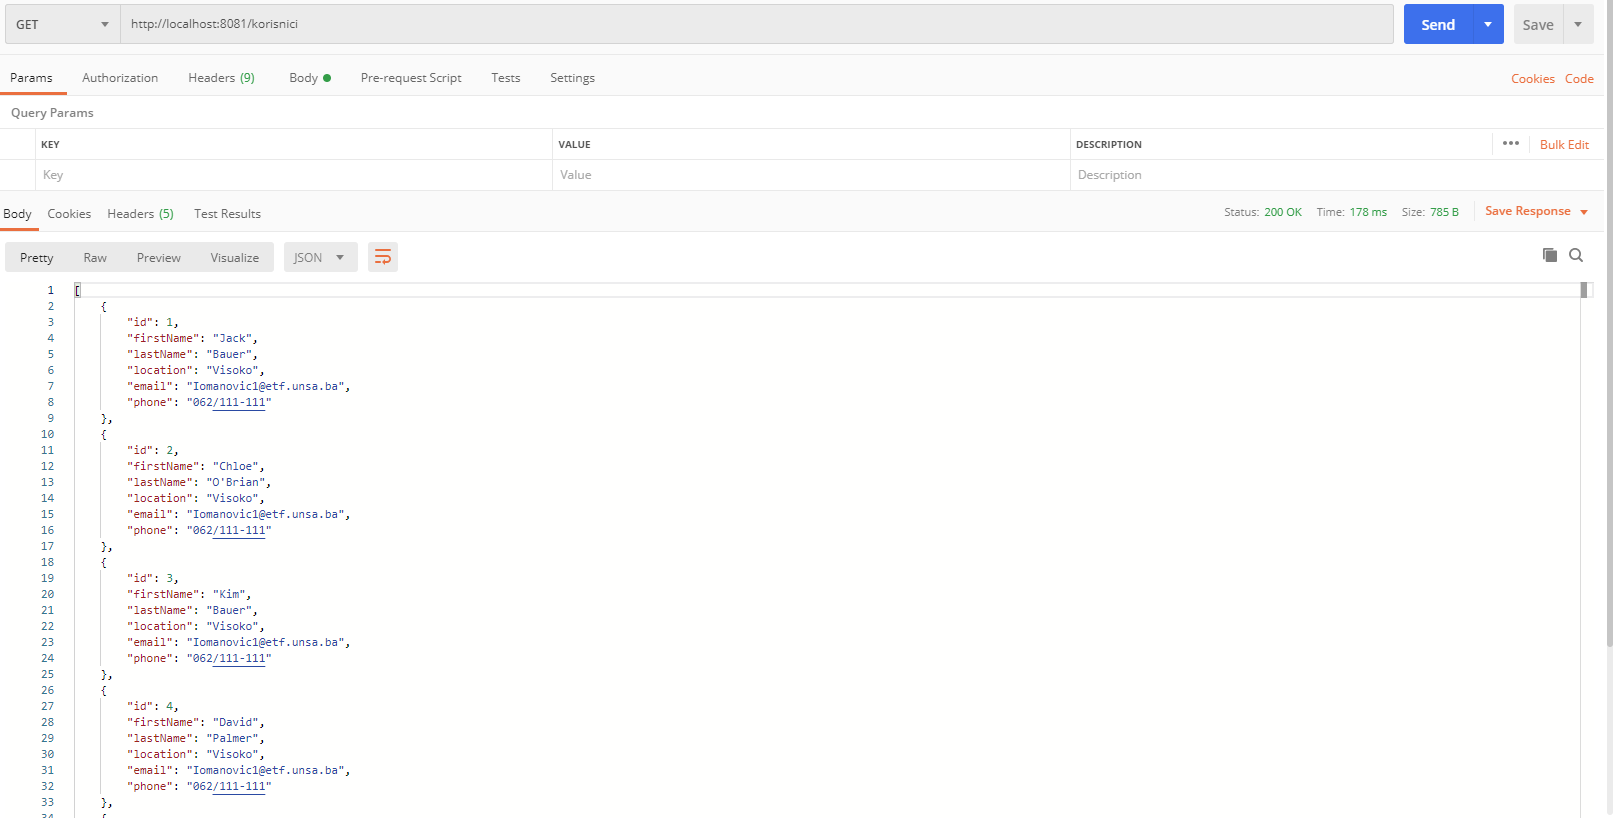 GET http://localhost:8081/korisnici Send Save
Params Authorization Headers (9) Body Pre-request Script Tests Settings Cookies Code
Query Params
KEY VALUE DESCRIPTION ••• Bulk Edit
Key Value Description
Body Cookies Headers (5) Test Results Status: 200 OK Time: 178 ms Size: 785 B Save Response
Pretty Raw Preview Visualize JSON
1 [
2 {
3 "id": 1,
4 "firstName": "Jack",
5 "lastName": "Bauer",
6 "location": "Visoko",
7 "email": "Iomanovic1@etf.unsa.ba",
8 "phone": "062/111-111"
9 },
10 {
11 "id": 2,
12 "firstName": "Chloe",
13 "lastName": "O'Brian",
14 "location": "Visoko",
15 "email": "Iomanovic1@etf.unsa.ba",
16 "phone": "062/111-111"
17 },
18 {
19 "id": 3,
20 "firstName": "Kim",
21 "lastName": "Bauer",
22 "location": "Visoko",
23 "email": "Iomanovic1@etf.unsa.ba",
24 "phone": "062/111-111"
25 },
26 {
27 "id": 4,
28 "firstName": "David",
29 "lastName": "Palmer",
30 "location": "Visoko",
31 "email": "Iomanovic1@etf.unsa.ba",
32 "phone": "062/111-111"
33 },
34 {